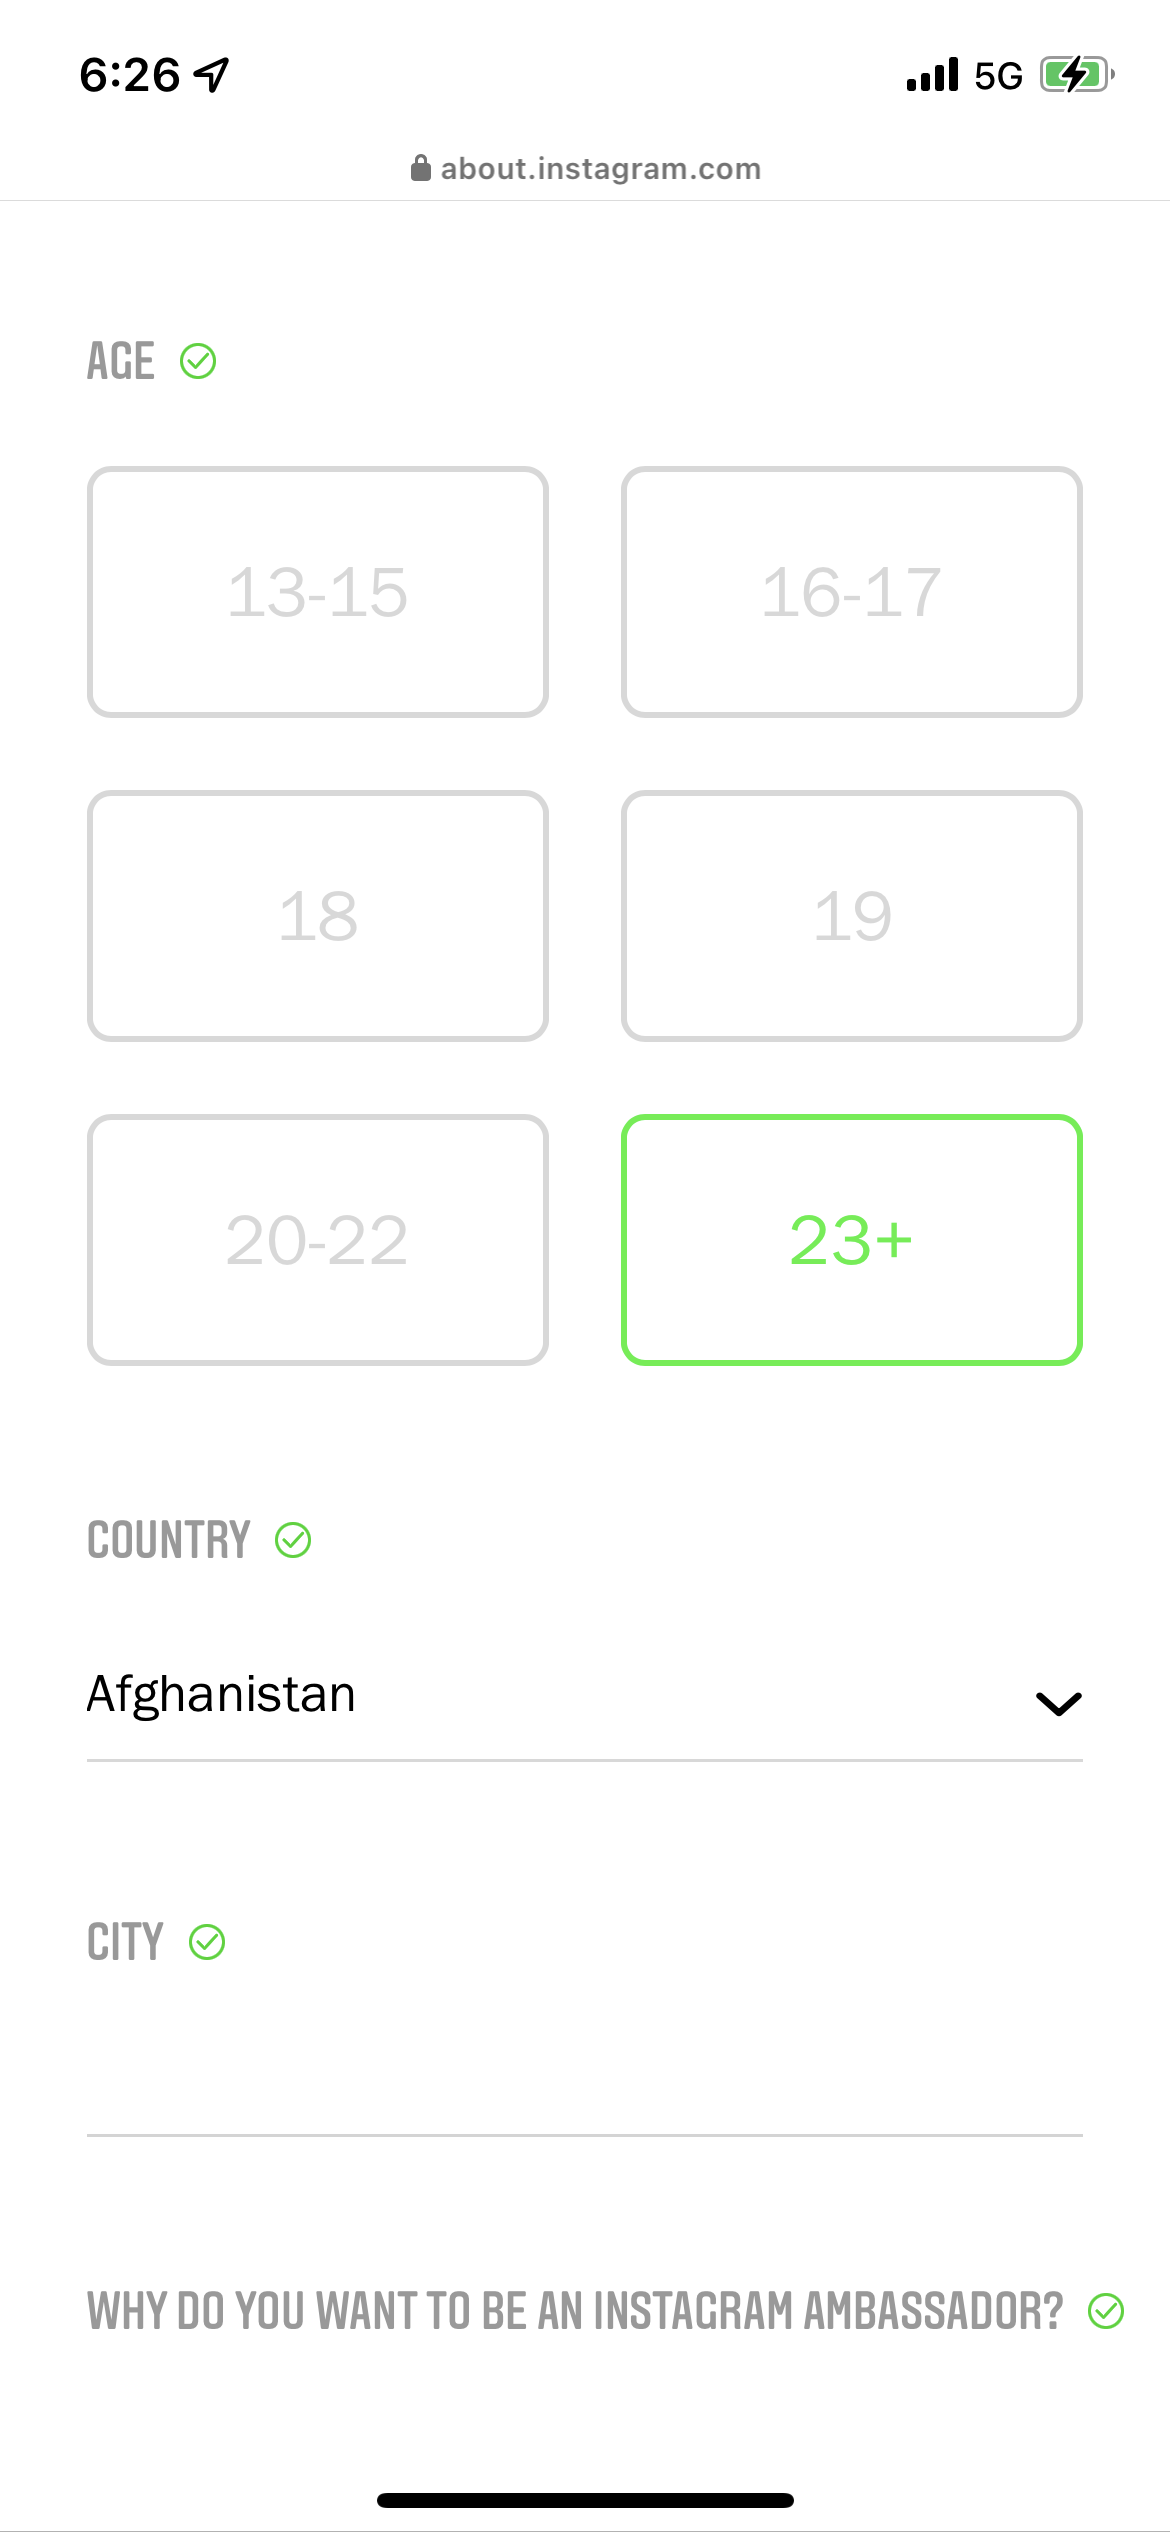 6:26 5G
about.instagram.com
AGE
13-15 16-17
18 19
20-22 23+
COUNTRY
Afghanistan
CITY
WHY DO YOU WANT TO BE AN INSTAGRAM AMBASSADOR?